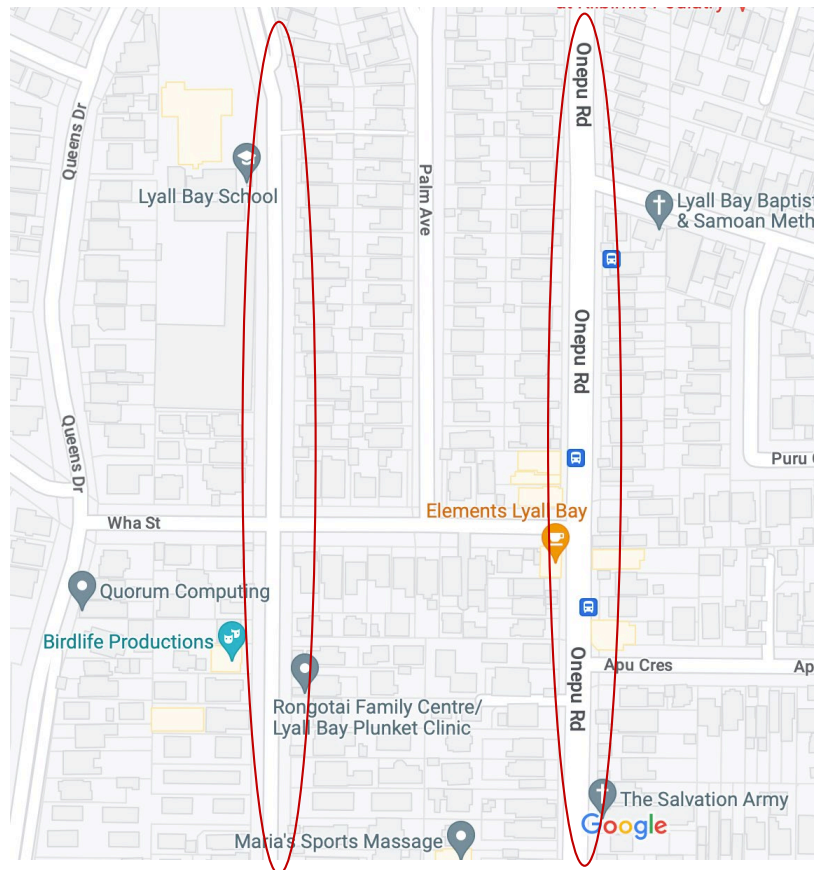 Onepu Rd
Queens Dr
Lyall Bay School
Palm Ave
Lyall Bay Baptist
& Samoan Meth
Onepu Rd
Queens Dr
Puru
Elements Lyall Bay
Wha St
Quorum Computing
Birdlife Productions
Onepu Rd
Apu Cres
Ap
Rongotai Family Centre/
Lyall Bay Plunket Clinic
The Salvation Army
Google
Maria's Sports Massage